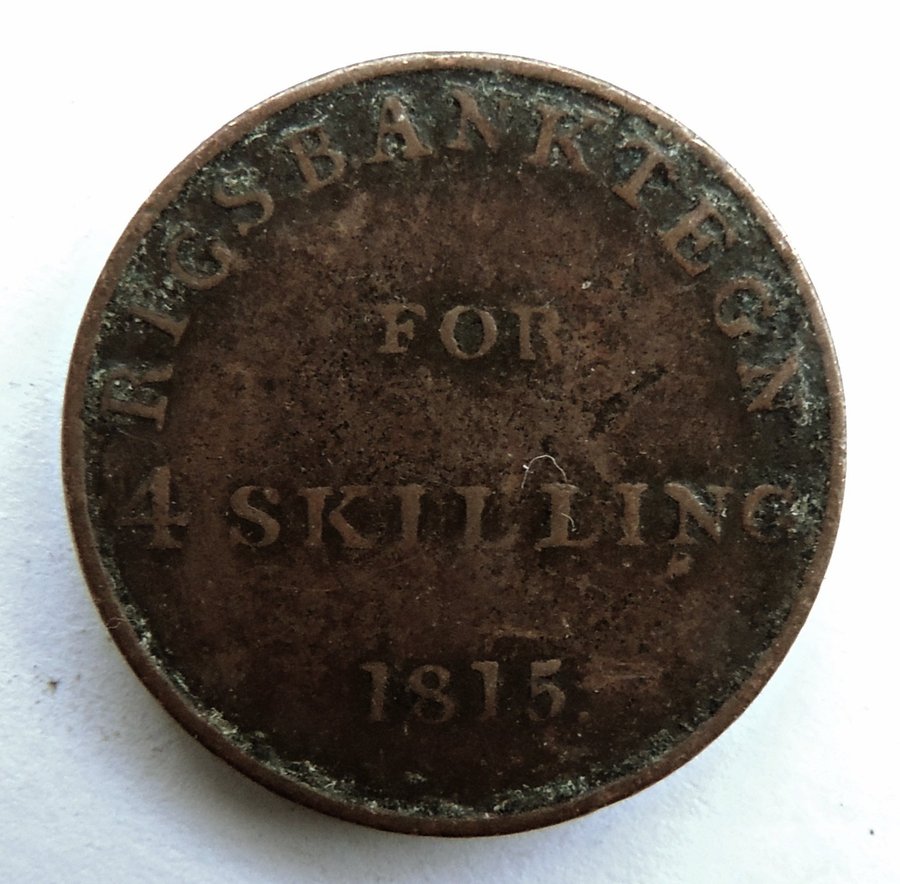 RIGSBANKTEGN
FOR
4 SKILLING
1815.